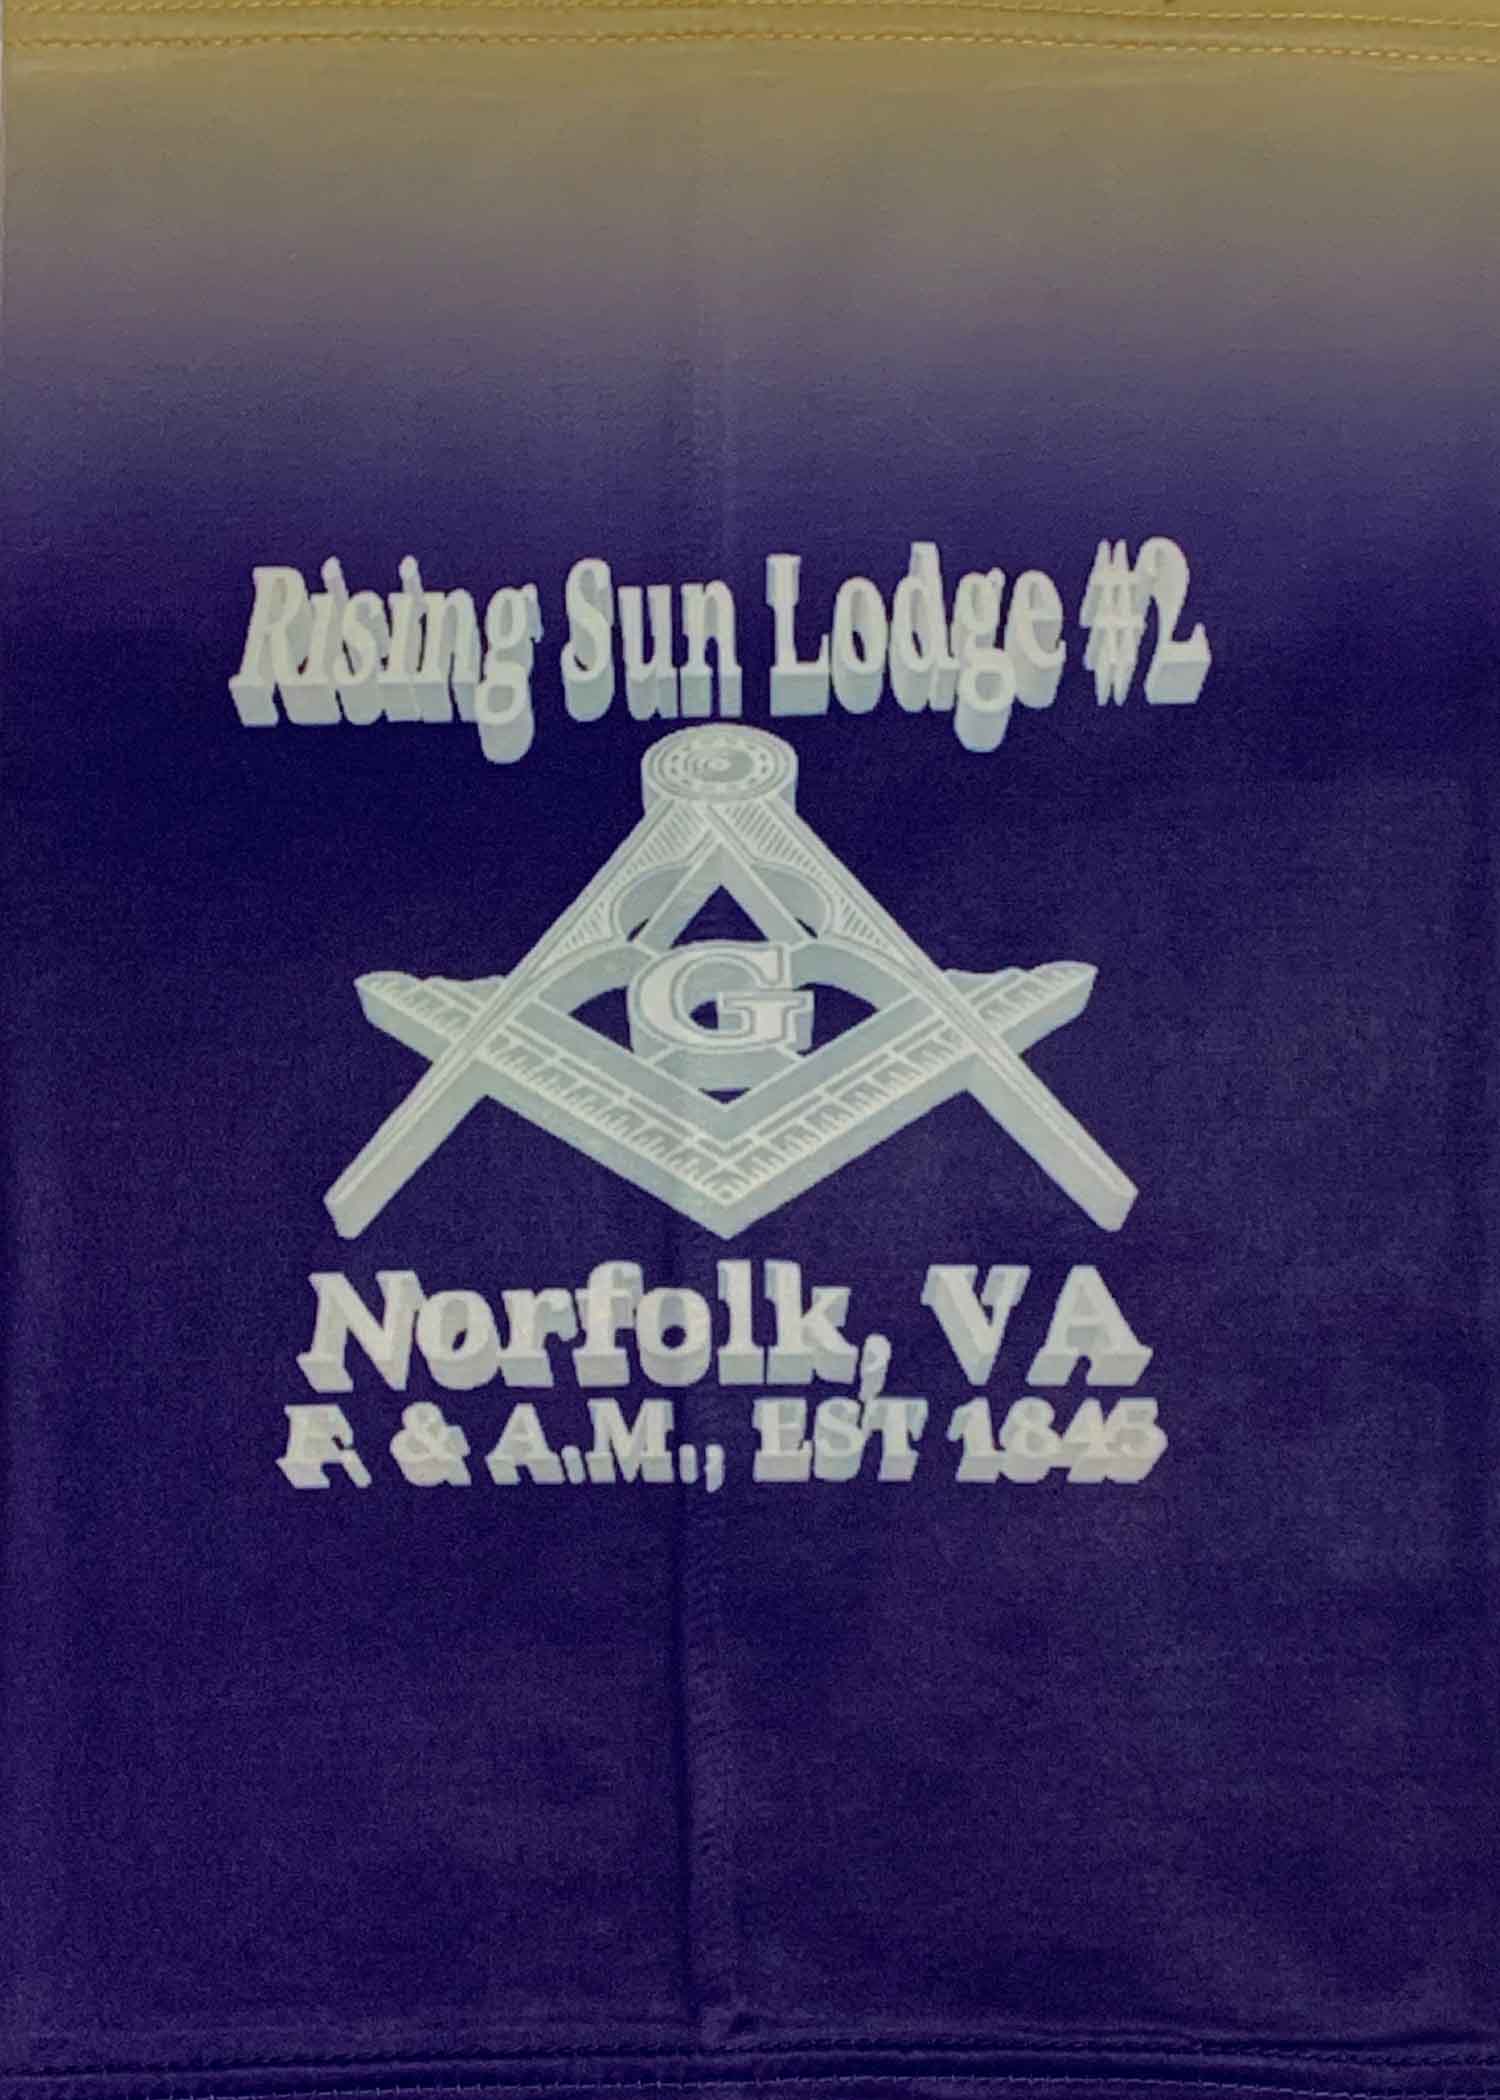 Rising Sun Lodge #2
G
Norfolk, VA
F. & A.M., EST 1845